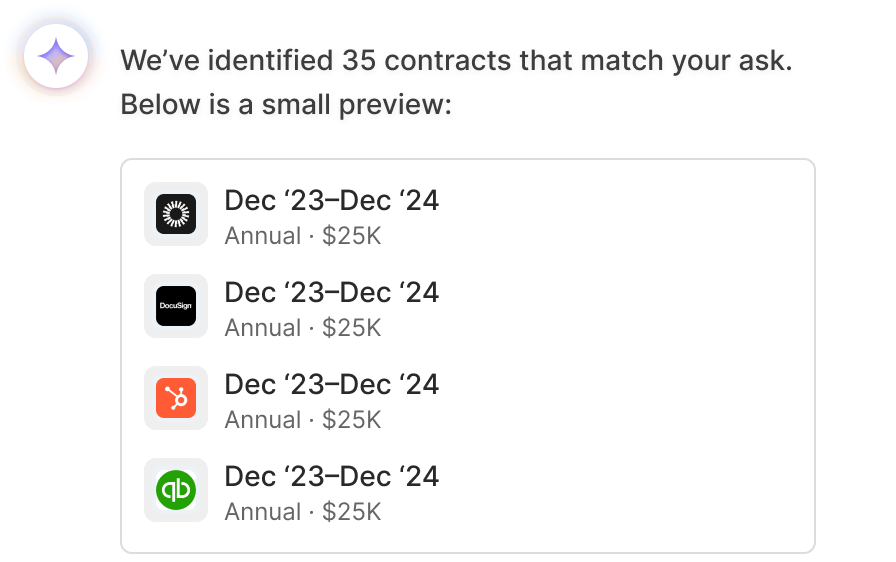 We’ve identified 35 contracts that match your ask.
Below is a small preview:
Dec ‘23–Dec ‘24
Annual · $25K
DocuSign
Dec ‘23–Dec ‘24
Annual · $25K
Dec ‘23–Dec ‘24
Annual · $25K
qb
Dec ‘23–Dec ‘24
Annual · $25K